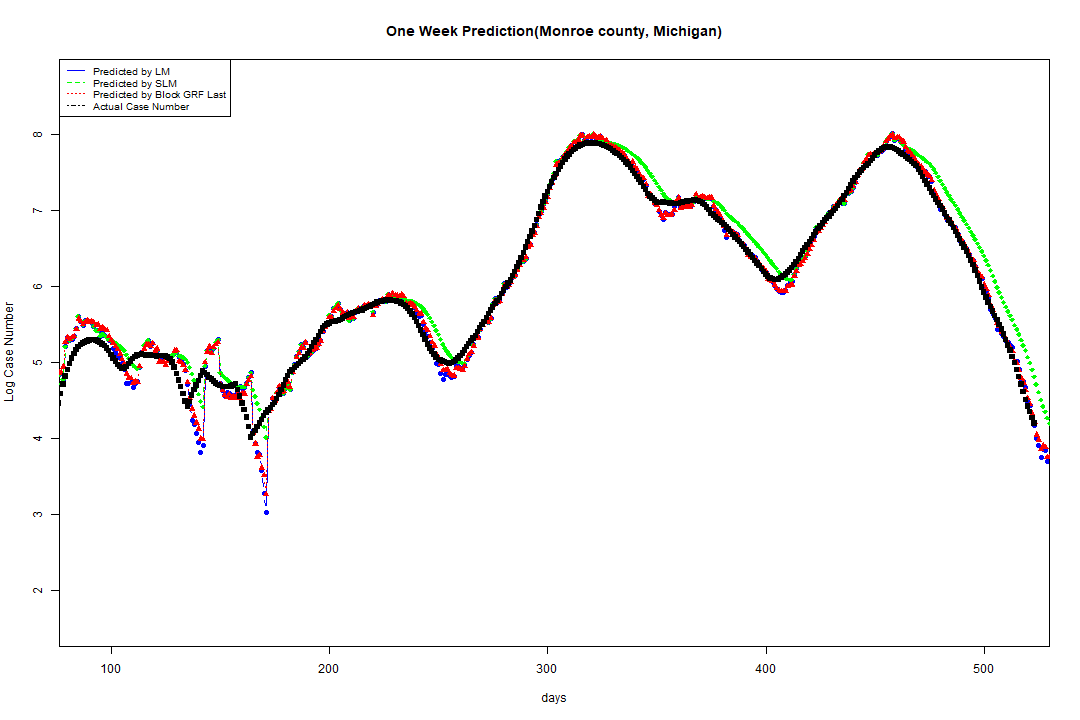 One Week Prediction(Monroe county, Michigan)
Predicted by LM
Predicted by SLM
Predicted by Block GRF Last
Actual Case Number
Log Case Number
8
7
6
5
4
3
2
100 200 300 400 500
days